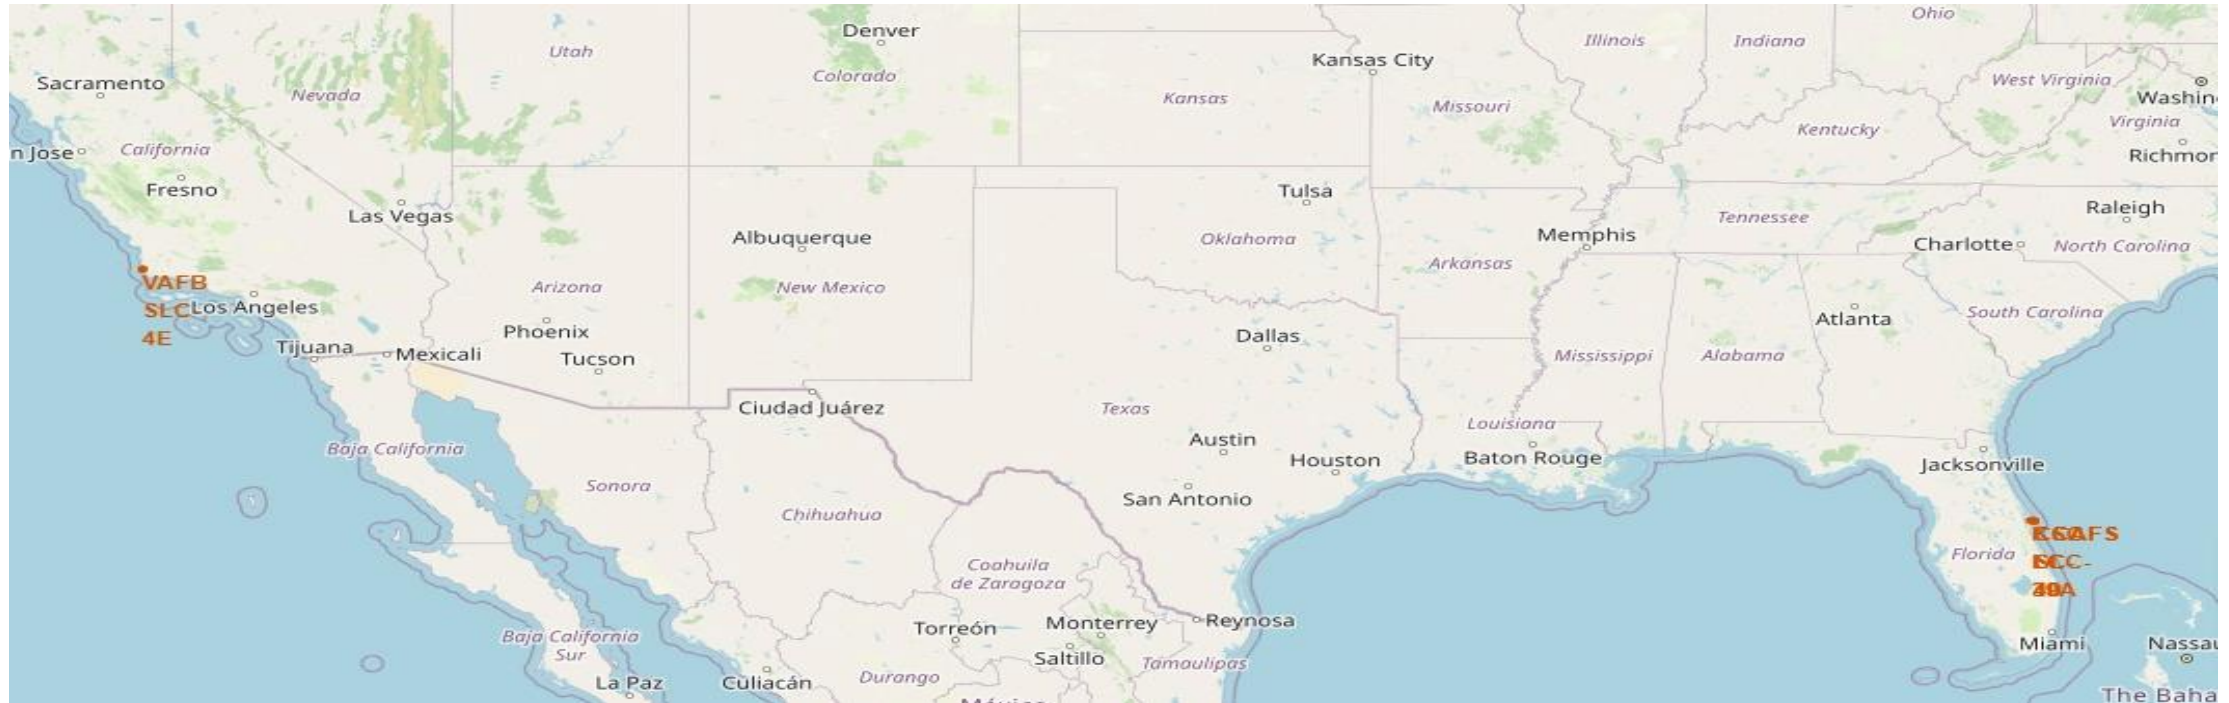 Ohio
Denver
Utah
Illinois
Indiana
Kansas City
Colorado
West Virginia
Sacramento
Nevada
Kansas
Missouri
Washin
Virginia
Kentucky
n Jose
California
Richmor
Fresno
Tulsa
Las Vegas
Raleigh
Tennessee
Albuquerque
Oklahoma
Memphis
Charlotte
North Carolina
Arkansas
VAFB
SLC-
4E
Los Angeles
Arizona
New Mexico
South Carolina
Atlanta
Phoenix
Dallas
Tijuana
Mexicali
Tucson
Mississippi
Alabama
Ciudad Juárez
Texas
Louisiana
Baja California
Austin
Houston
Baton Rouge
Jacksonville
Sonora
San Antonio
Chihuahua
Florida
Coahuila
de Zaragoza
Baja California
Sur
Torreón
Monterrey
Reynosa
Miami
Nassau
Saltillo
Tamaulipas
La Paz
Culiacán
Durango
The Baha